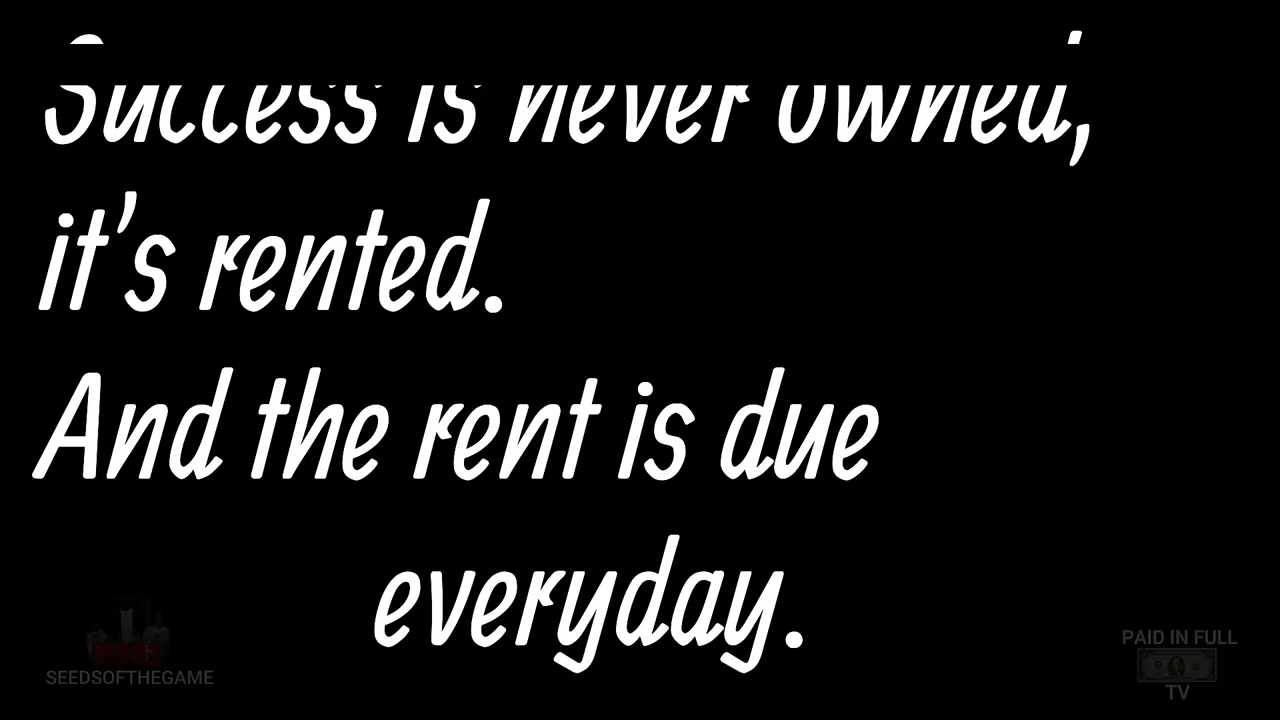 Success is never owned,
it's rented.
And the rent is due
everyday.
SEEDSOFTHEGAME
PAID IN FULL
TV